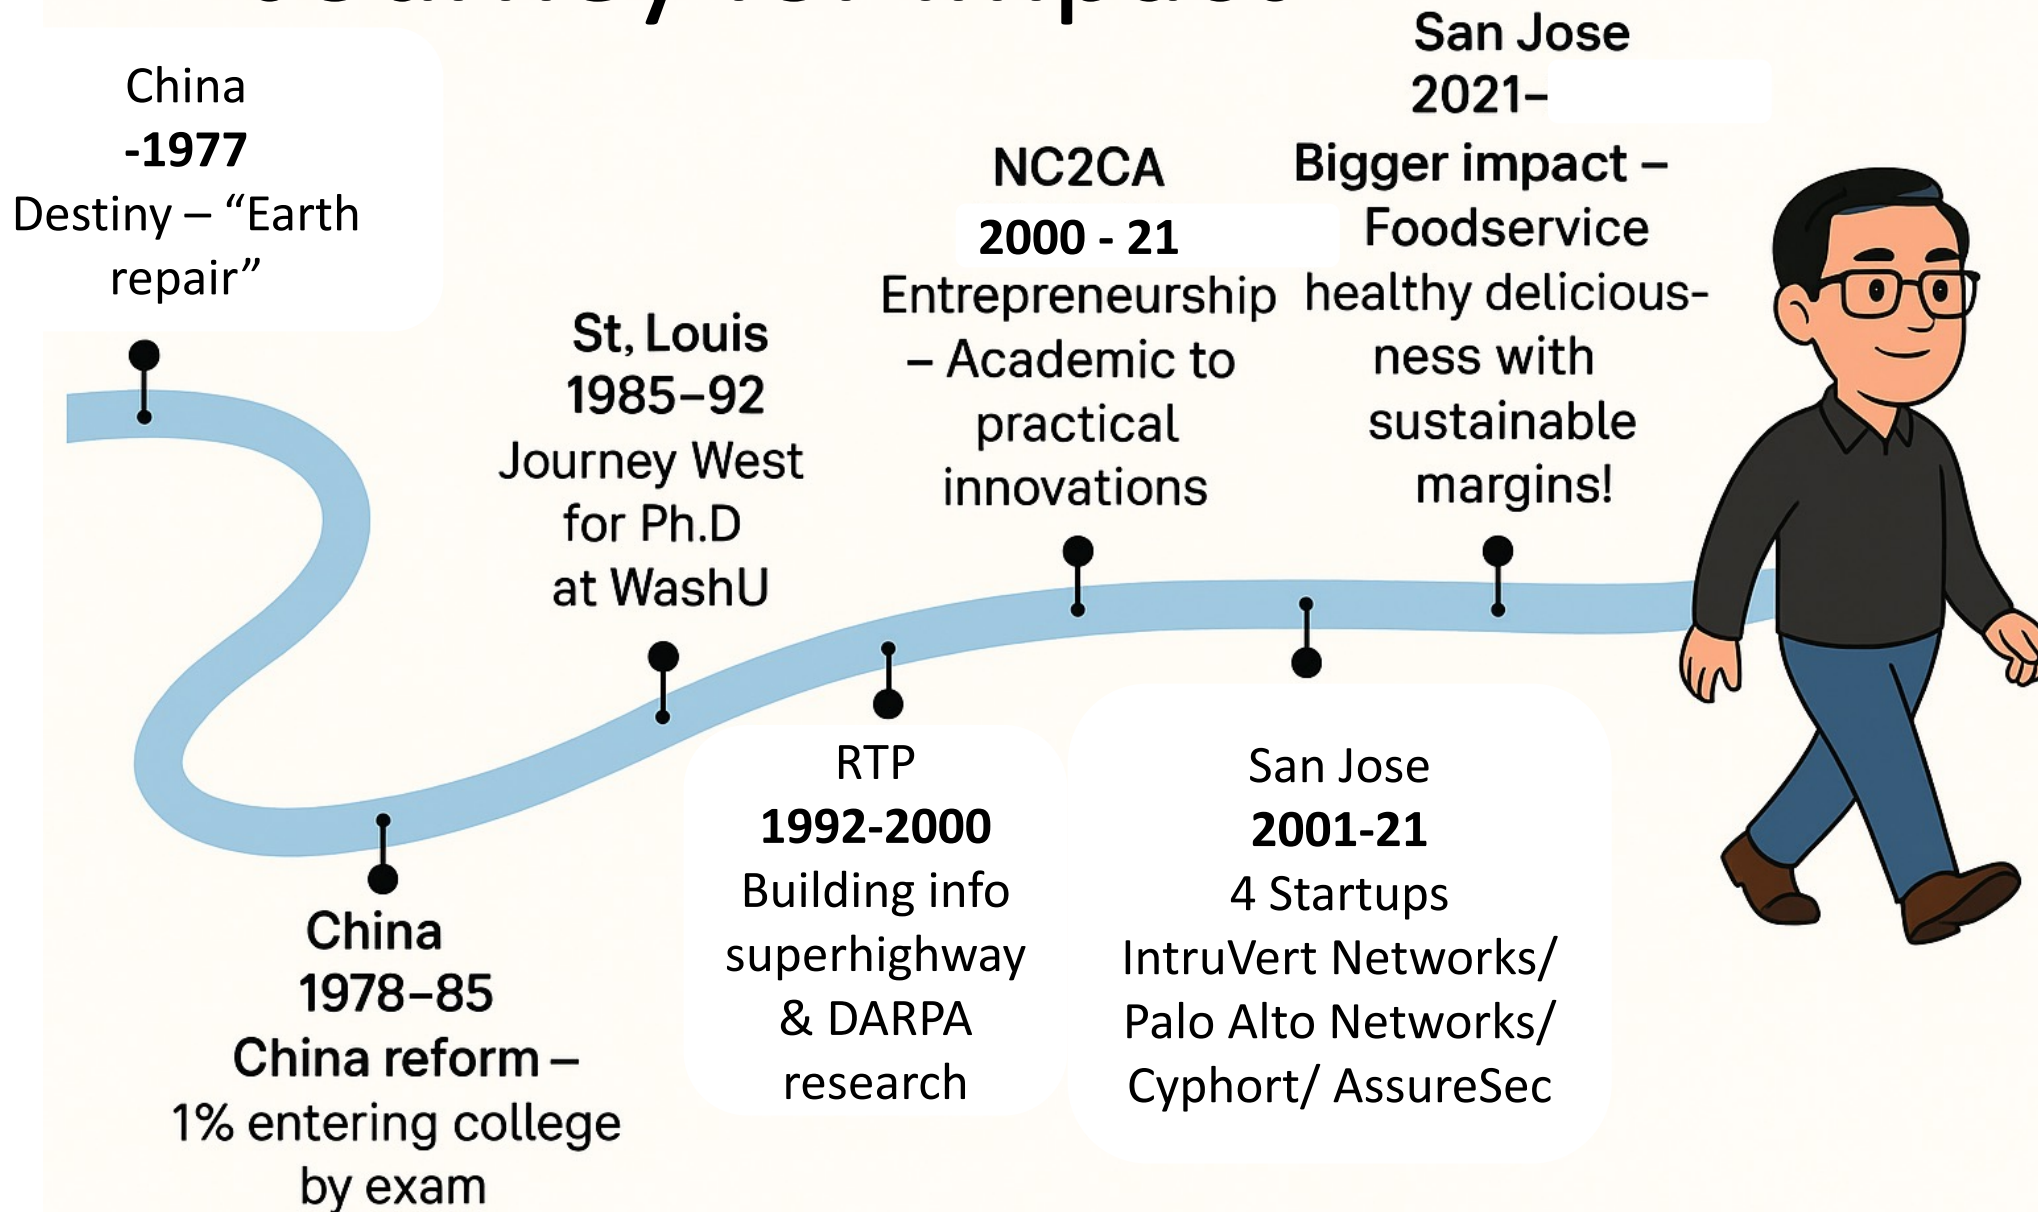 China
-1977
Destiny – “Earth
repair”
China
1978–85
China reform –
1% entering college
by exam
St, Louis
1985–92
Journey West
for Ph.D
at WashU
RTP
1992-2000
Building info
superhighway
& DARPA
research
NC2CA
2000 - 21
Entrepreneurship
– Academic to
practical
innovations
San Jose
2001-21
4 Startups
IntruVert Networks/
Palo Alto Networks/
Cyphort/ AssureSec
San Jose
2021–
Bigger impact –
Foodservice
healthy delicious-
ness with
sustainable
margins!